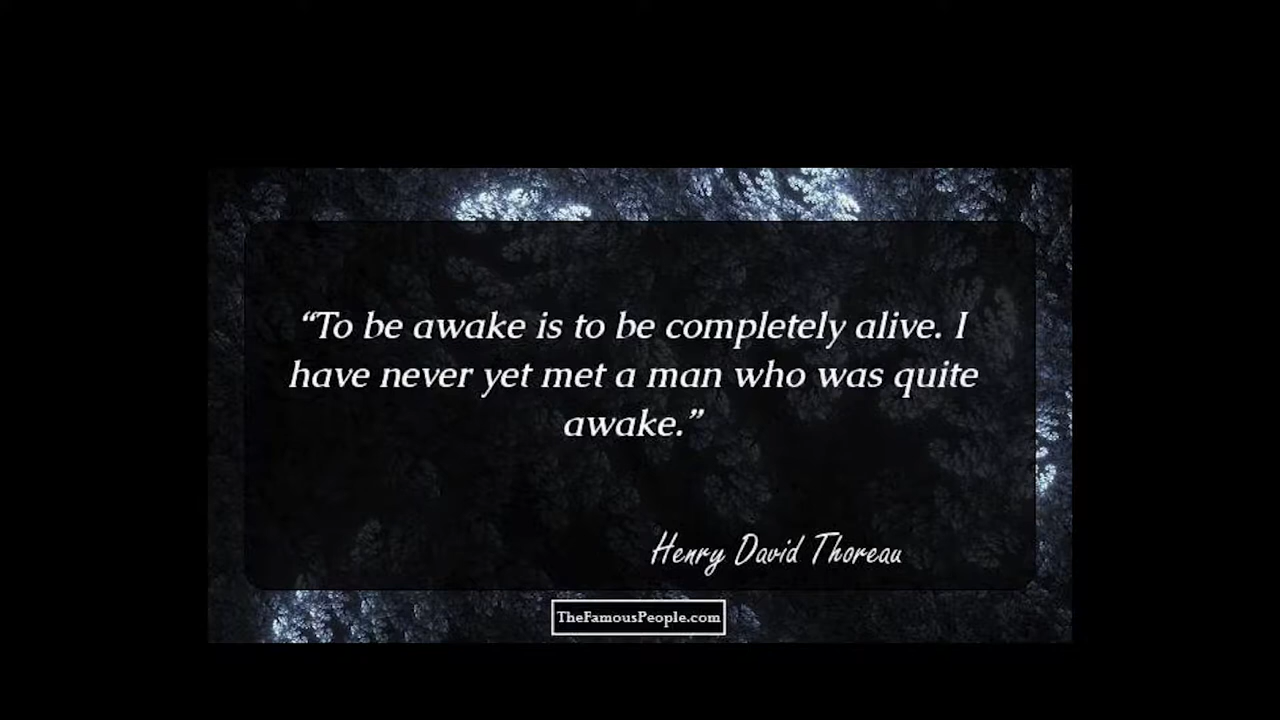 “To be awake is to be completely alive. I
have never yet met a man who was quite
awake.”
Henry David Thoreau
TheFamousPeople.com